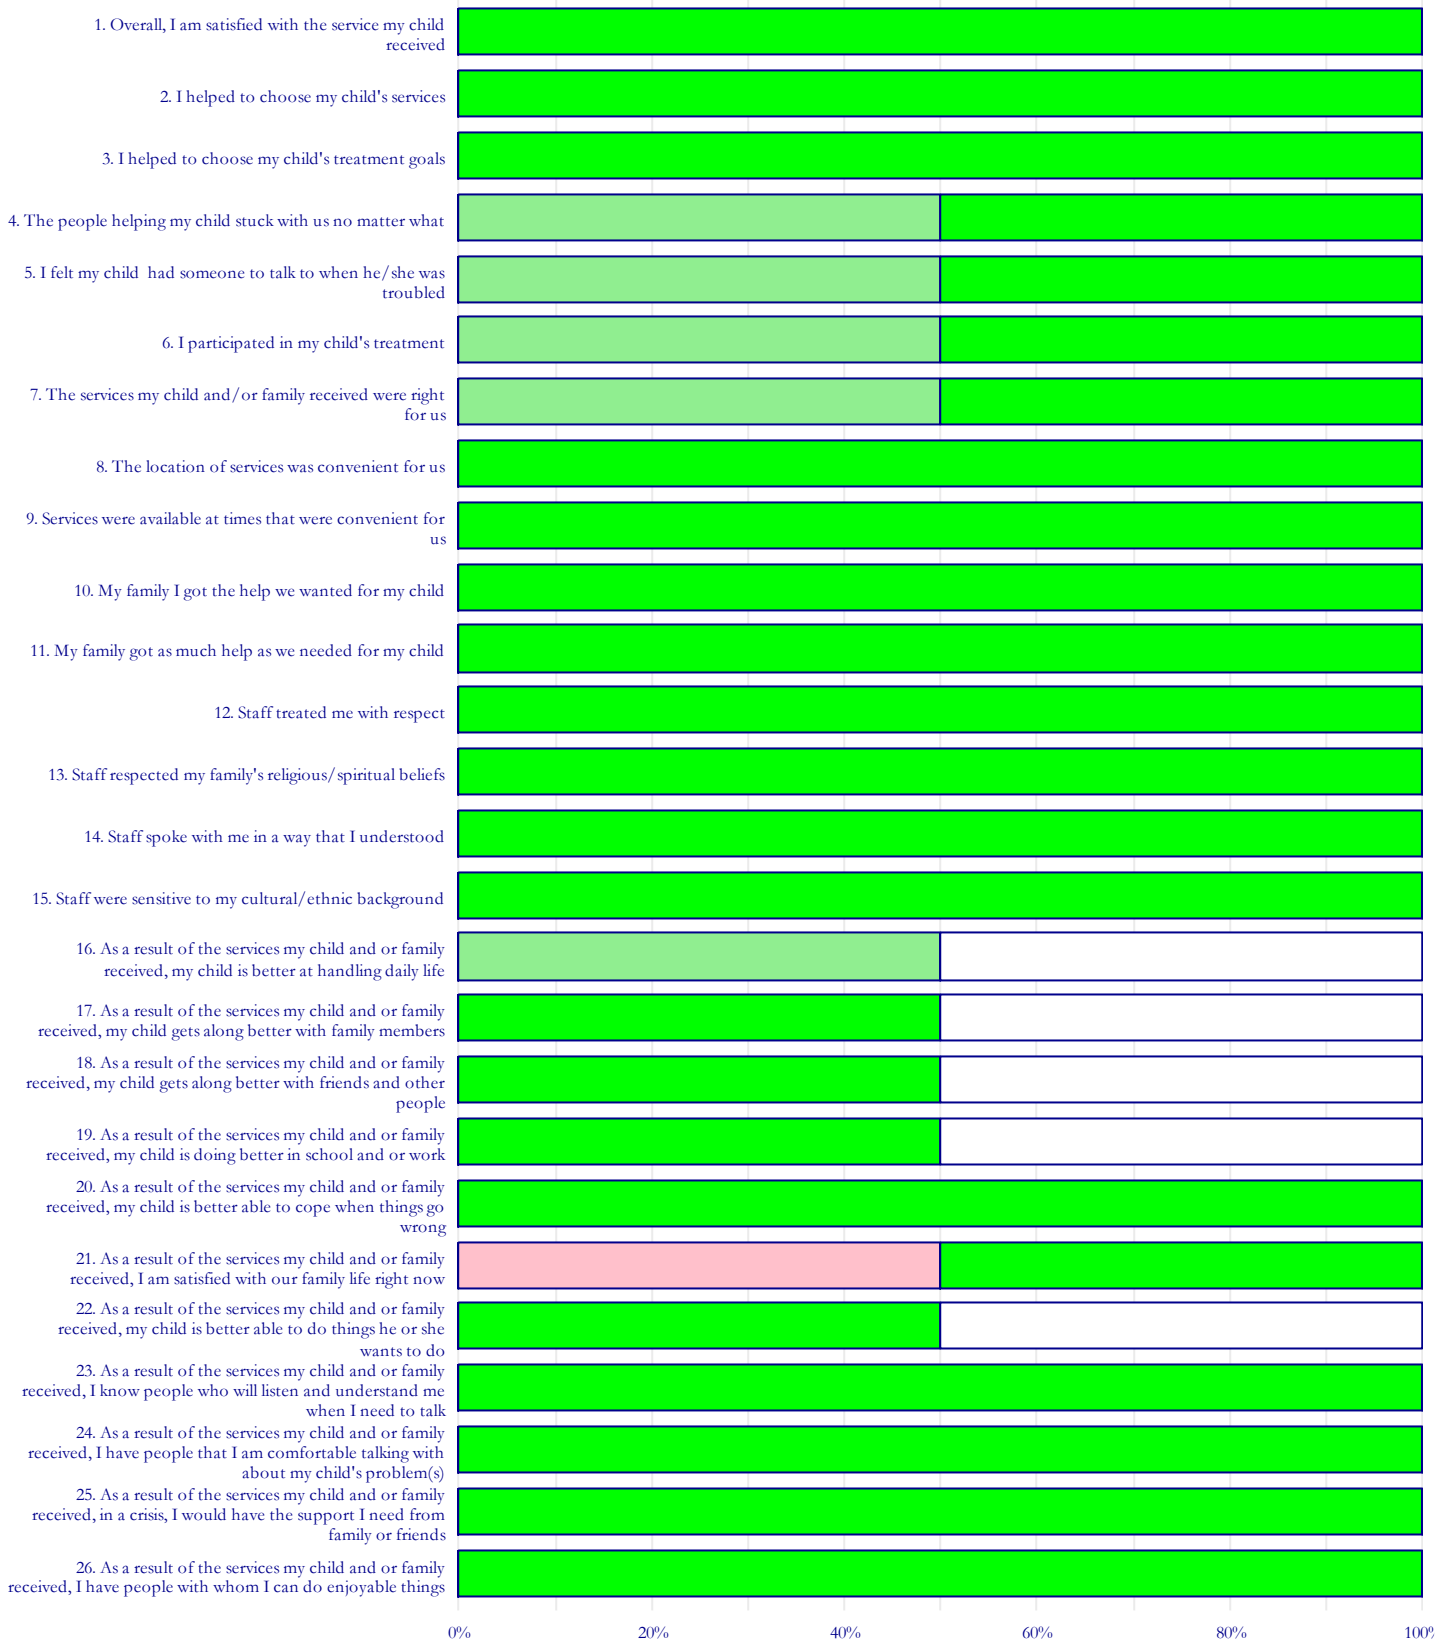 1. Overall, I am satisfied with the service my child
received
2. I helped to choose my child's services
3. I helped to choose my child's treatment goals
4. The people helping my child stuck with us no matter what
5. I felt my child  had someone to talk to when he/she was
troubled
6. I participated in my child's treatment
7. The services my child and/or family received were right
for us
8. The location of services was convenient for us
9. Services were available at times that were convenient for
us
10. My family I got the help we wanted for my child
11. My family got as much help as we needed for my child
12. Staff treated me with respect
13. Staff respected my family's religious/spiritual beliefs
14. Staff spoke with me in a way that I understood
15. Staff were sensitive to my cultural/ethnic background
16. As a result of the services my child and or family
received, my child is better at handling daily life
17. As a result of the services my child and or family
received, my child gets along better with family members
18. As a result of the services my child and or family
received, my child gets along better with friends and other
people
19. As a result of the services my child and or family
received, my child is doing better in school and or work
20. As a result of the services my child and or family
received, my child is better able to cope when things go
wrong
21. As a result of the services my child and or family
received, I am satisfied with our family life right now
22. As a result of the services my child and or family
received, my child is better able to do things he or she
wants to do
23. As a result of the services my child and or family
received, I know people who will listen and understand me
when I need to talk
24. As a result of the services my child and or family
received, I have people that I am comfortable talking with
about my child's problem(s)
25. As a result of the services my child and or family
received, in a crisis, I would have the support I need from
family or friends
26. As a result of the services my child and or family
received, I have people with whom I can do enjoyable things
0% 20% 40% 60% 80% 100%